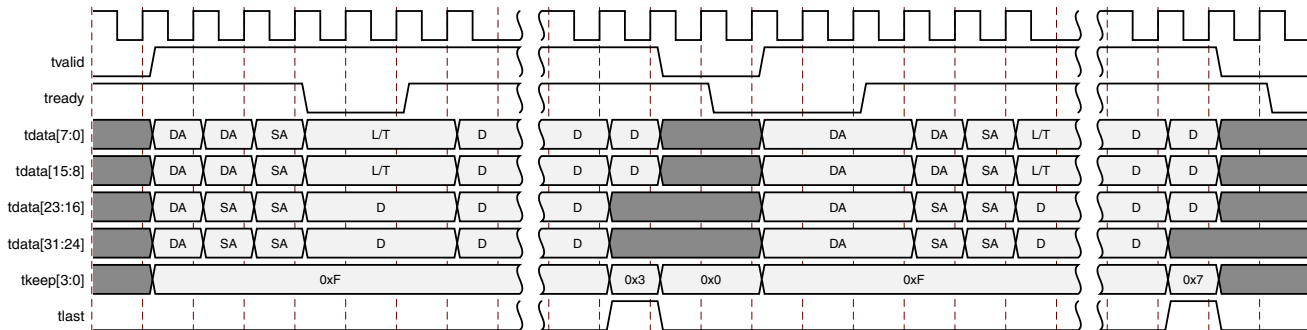 tvalid
tready
tdata[7:0] DA DA SA L/T D D D DA DA SA L/T D D
tdata[15:8] DA DA SA L/T D D D DA DA SA L/T D D
tdata[23:16] DA SA SA D D D DA SA SA D D D
tdata[31:24] DA SA SA D D D DA SA SA D D
tkeep[3:0] 0xF 0x3 0x0 0xF 0x7
tlast